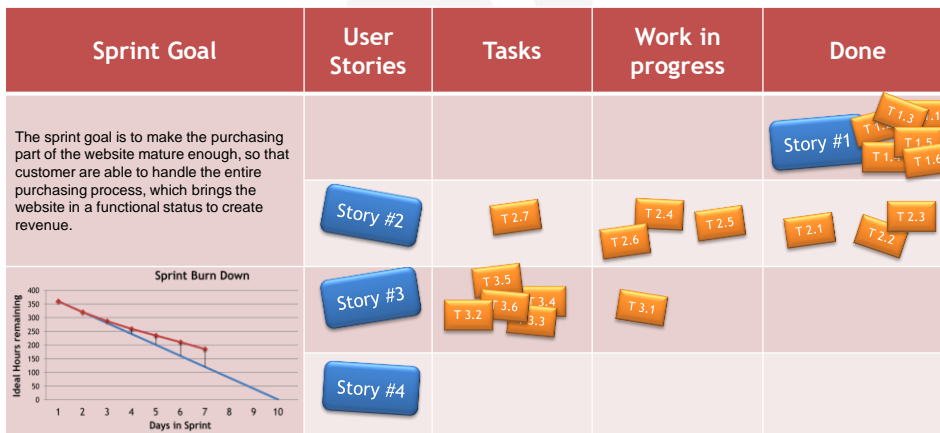 Sprint Goal
User
Stories
Tasks
Work in
progress
Done
The sprint goal is to make the purchasing
part of the website mature enough, so that
customer are able to handle the entire
purchasing process, which brings the
website in a functional status to create
revenue.
Story #1
T 1.3
T 1.5
T 1.6
Story #2
T 2.7
T 2.4
T 2.5
T 2.6
T 2.1
T 2.2
T 2.3
Sprint Burn Down
Ideal Hours remaining
400
350
300
250
200
150
100
50
0
1 2 3 4 5 6 7 8 9 10
Days in Sprint
Story #3
T 3.5
T 3.4
T 3.6
T 3.2
T 3.3
T 3.1
Story #4